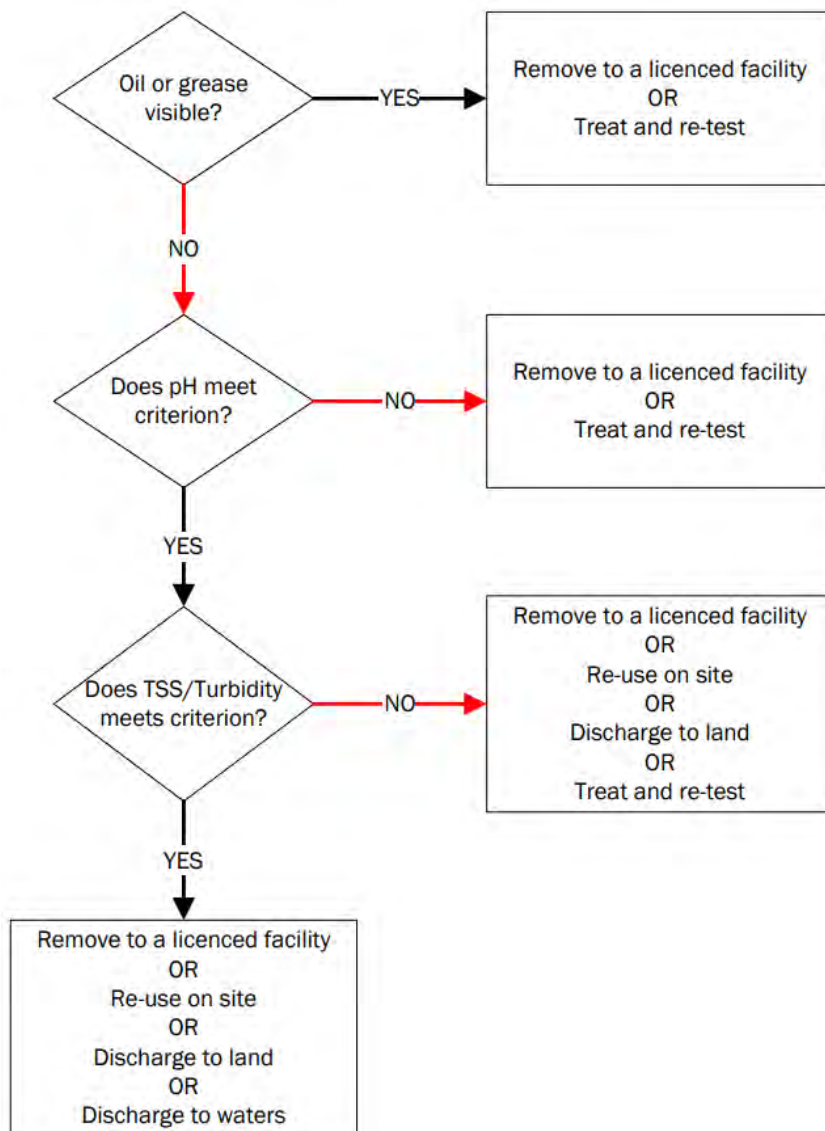 Oil or grease
visible?
YES
Remove to a licenced facility
OR
Treat and re-test
NO
Does pH meet
criterion?
NO
Remove to a licenced facility
OR
Treat and re-test
YES
Does TSS/Turbidity
meets criterion?
NO
Remove to a licenced facility
OR
Re-use on site
OR
Discharge to land
OR
Treat and re-test
YES
Remove to a licenced facility
OR
Re-use on site
OR
Discharge to land
OR
Discharge to waters